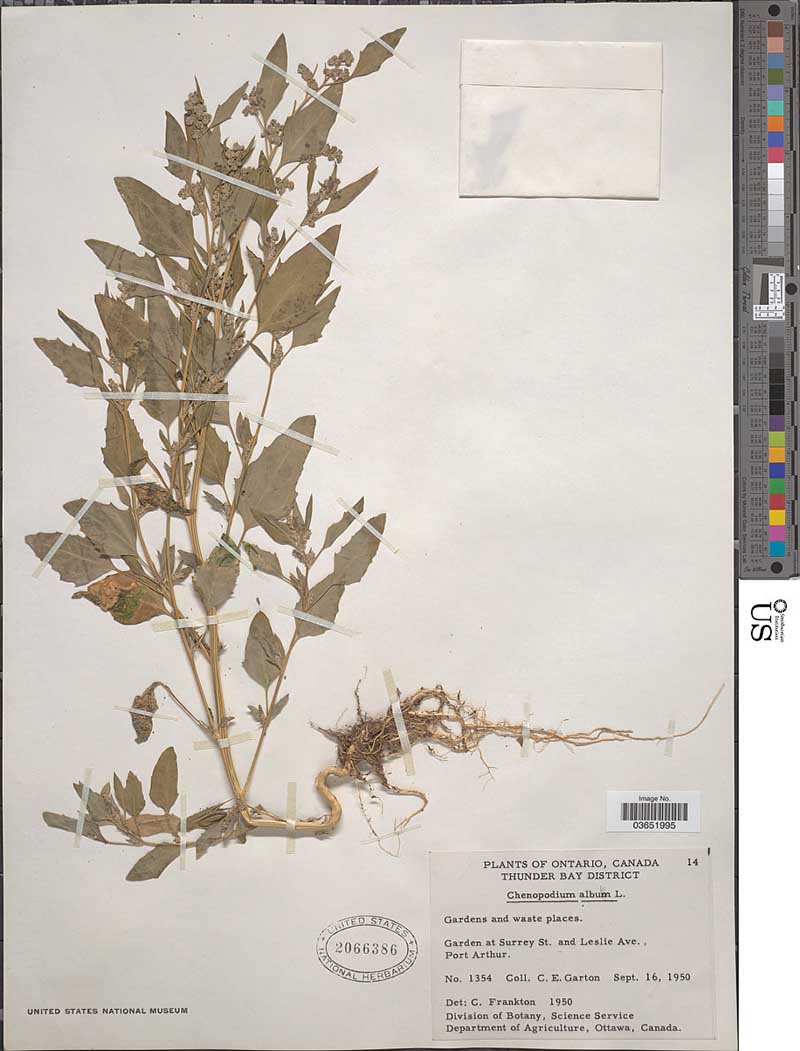 US
Smithsonian
Institution
Image No.
03651995
PLANTS OF ONTARIO, CANADA 14
THUNDER BAY DISTRICT
Chenopodium album L.
Gardens and waste places.
Garden at Surrey St. and Leslie Ave.,
Port Arthur.
No. 1354 Coll. C. E. Garton Sept. 16, 1950
Det: C. Frankton 1950
Division of Botany, Science Service
Department of Agriculture, Ottawa, Canada.
UNITED STATES
2066386
NATIONAL HERBARIUM
UNITED STATES NATIONAL MUSEUM